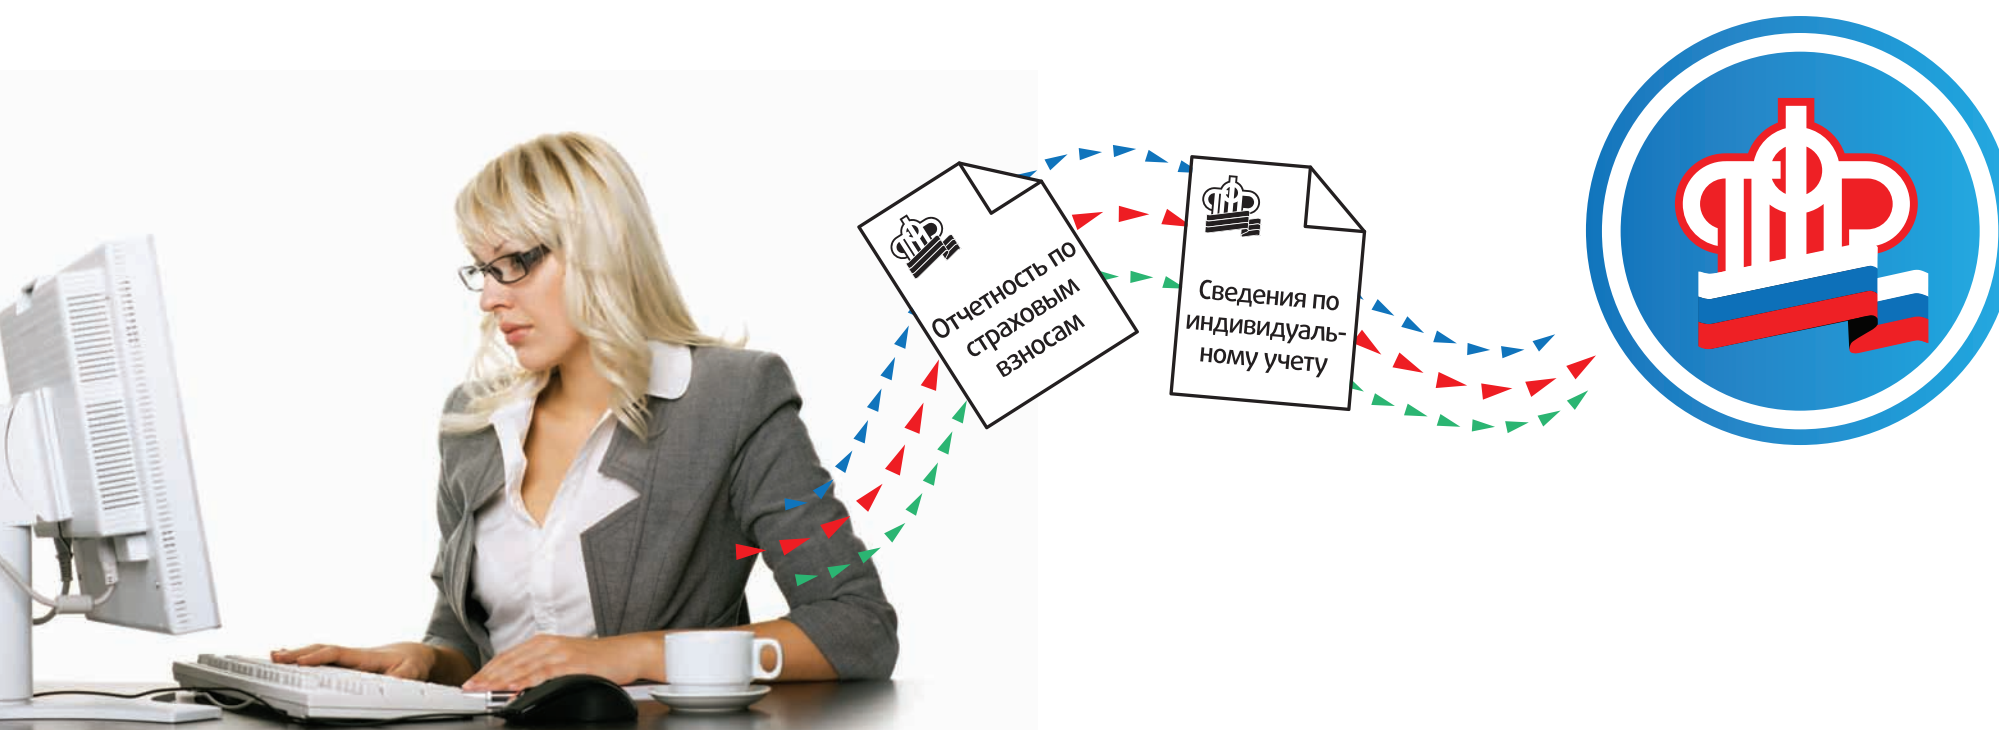 Отчетность по
страховым
взносам
Сведения по
индивидуаль-
ному учету